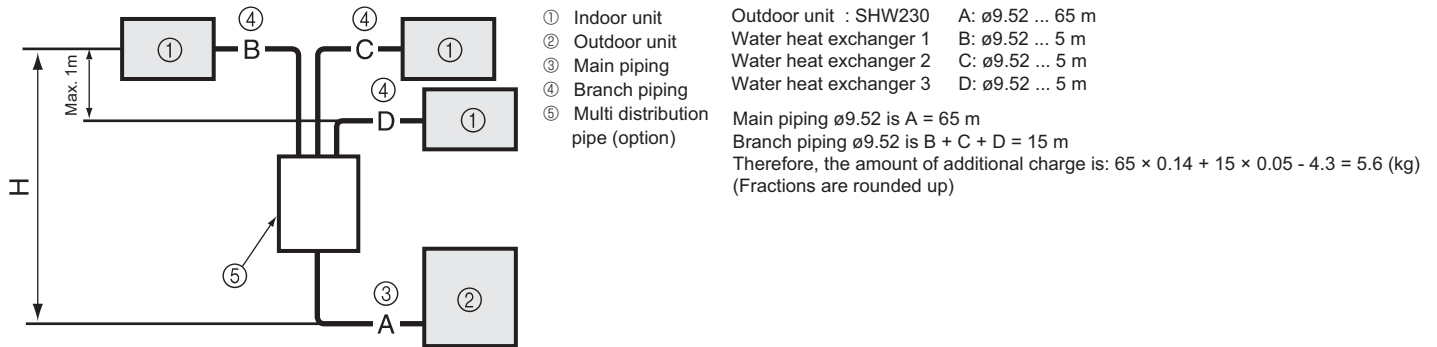 ④
④
①
B
C
①
Max. 1m
④
D
①
H
⑤
③
A
②
① Indoor unit
② Outdoor unit
③ Main piping
④ Branch piping
⑤ Multi distribution
pipe (option)
Outdoor unit : SHW230 A: ø9.52 ... 65 m
Water heat exchanger 1 B: ø9.52 ... 5 m
Water heat exchanger 2 C: ø9.52 ... 5 m
Water heat exchanger 3 D: ø9.52 ... 5 m
Main piping ø9.52 is A = 65 m
Branch piping ø9.52 is B + C + D = 15 m
Therefore, the amount of additional charge is: 65 × 0.14 + 15 × 0.05 - 4.3 = 5.6 (kg)
(Fractions are rounded up)